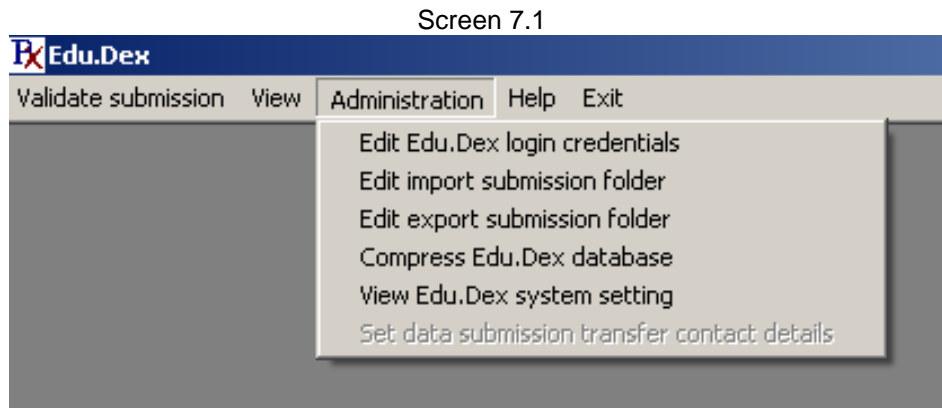 Screen 7.1
Edu.Dex
Validate submission View Administration Help Exit
Edit Edu.Dex login credentials
Edit import submission folder
Edit export submission folder
Compress Edu.Dex database
View Edu.Dex system setting
Set data submission transfer contact details